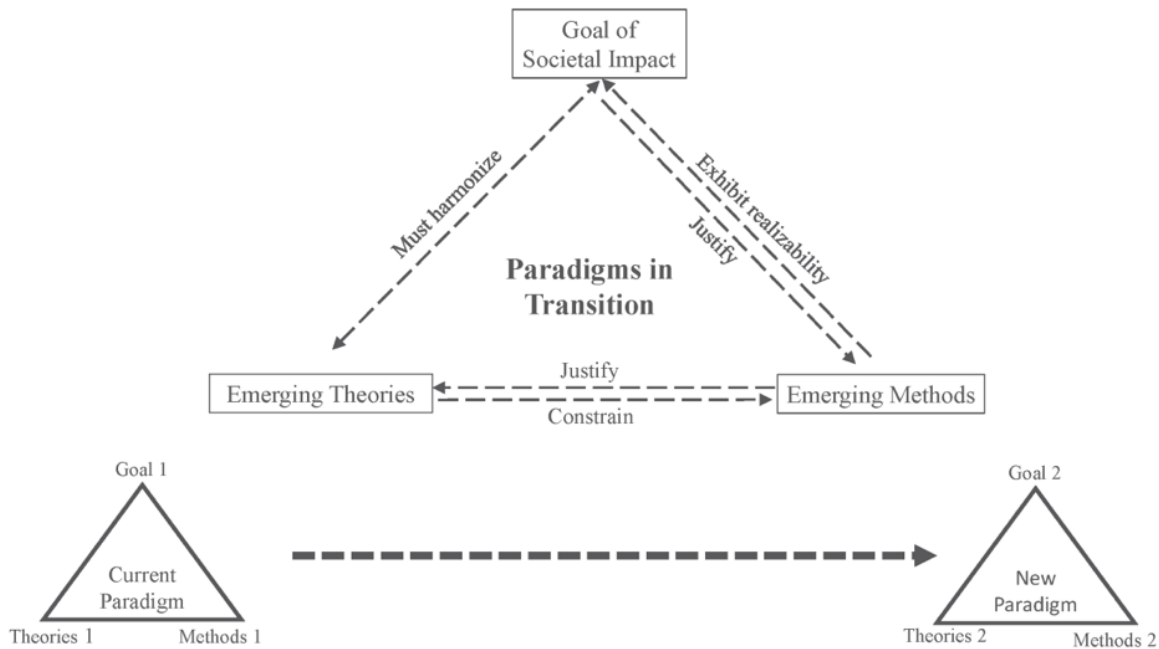 Goal of
Societal Impact
Must harmonize
Exhibit realizability
Justify
Paradigms in
Transition
Emerging Theories
Justify
Constrain
Emerging Methods
Goal 1
Current
Paradigm
Theories 1
Methods 1
Goal 2
New
Paradigm
Theories 2
Methods 2